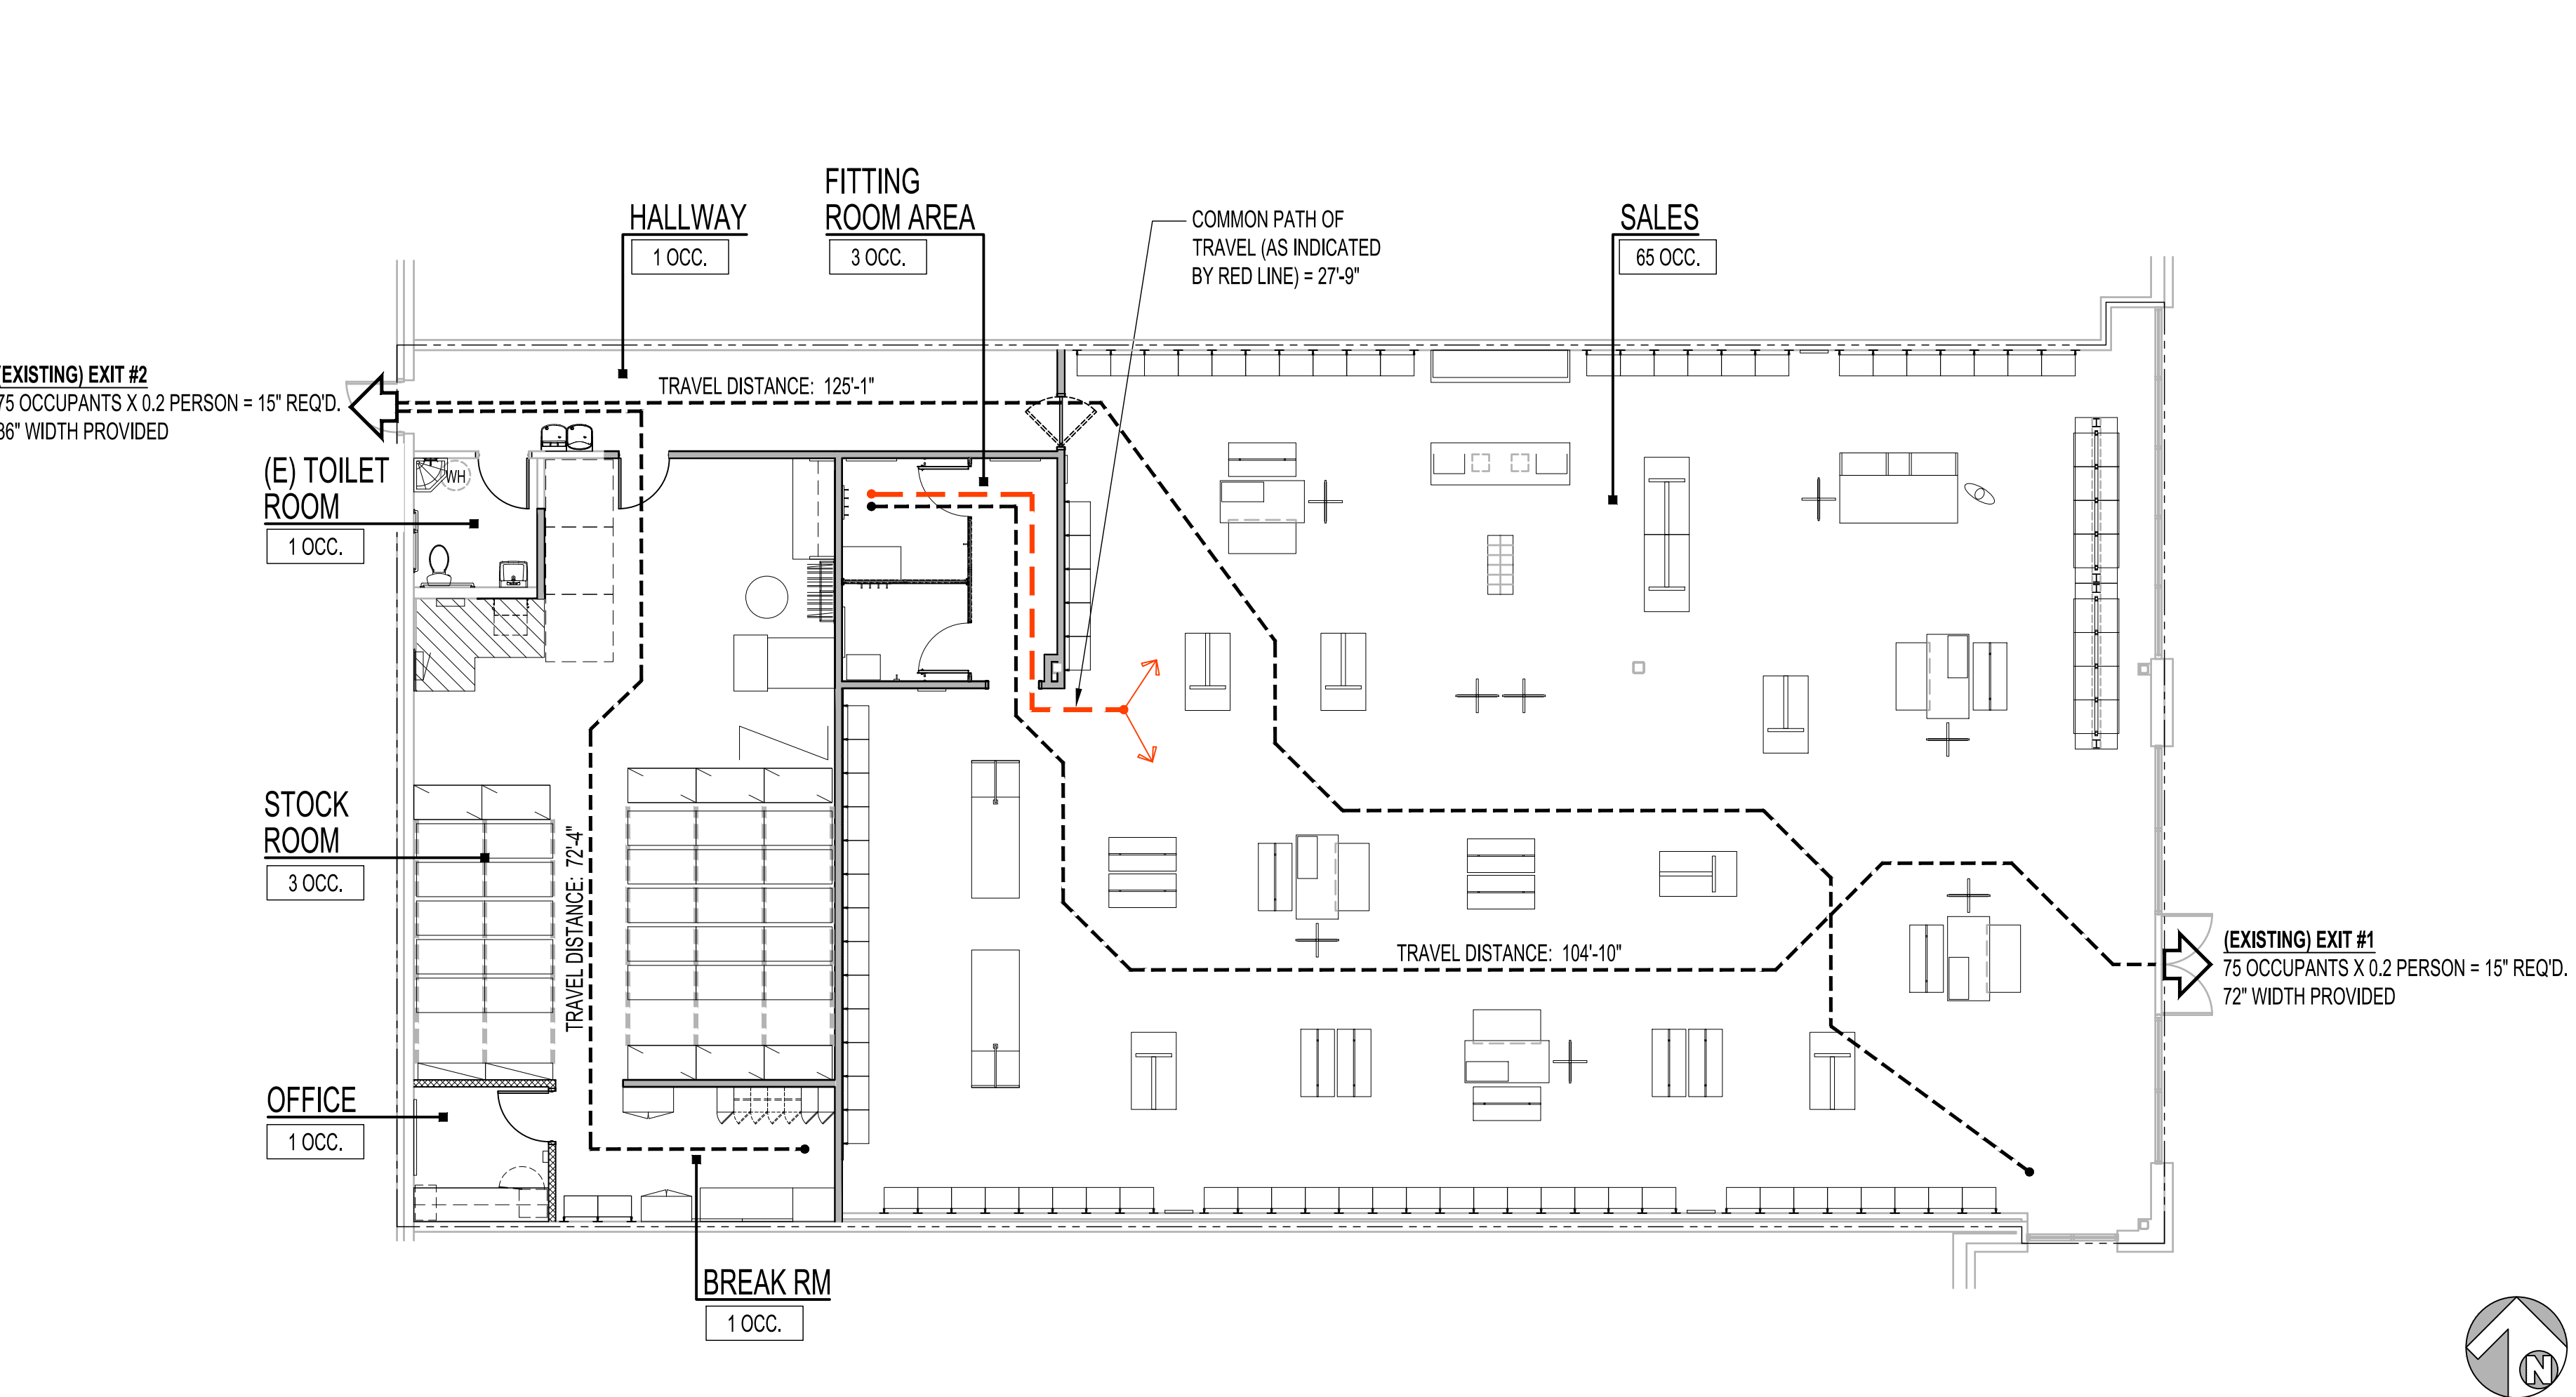 FITTING
ROOM AREA
3 OCC.
HALLWAY
1 OCC.
COMMON PATH OF
TRAVEL (AS INDICATED
BY RED LINE) = 27'-9"
SALES
65 OCC.
(EXISTING) EXIT #2
75 OCCUPANTS X 0.2 PERSON = 15" REQ'D.
36" WIDTH PROVIDED
TRAVEL DISTANCE: 125'-1"
(E) TOILET
ROOM
1 OCC.
WH
STOCK
ROOM
3 OCC.
TRAVEL DISTANCE: 72'-4"
TRAVEL DISTANCE: 104'-10"
(EXISTING) EXIT #1
75 OCCUPANTS X 0.2 PERSON = 15" REQ'D.
72" WIDTH PROVIDED
OFFICE
1 OCC.
BREAK RM
1 OCC.
N